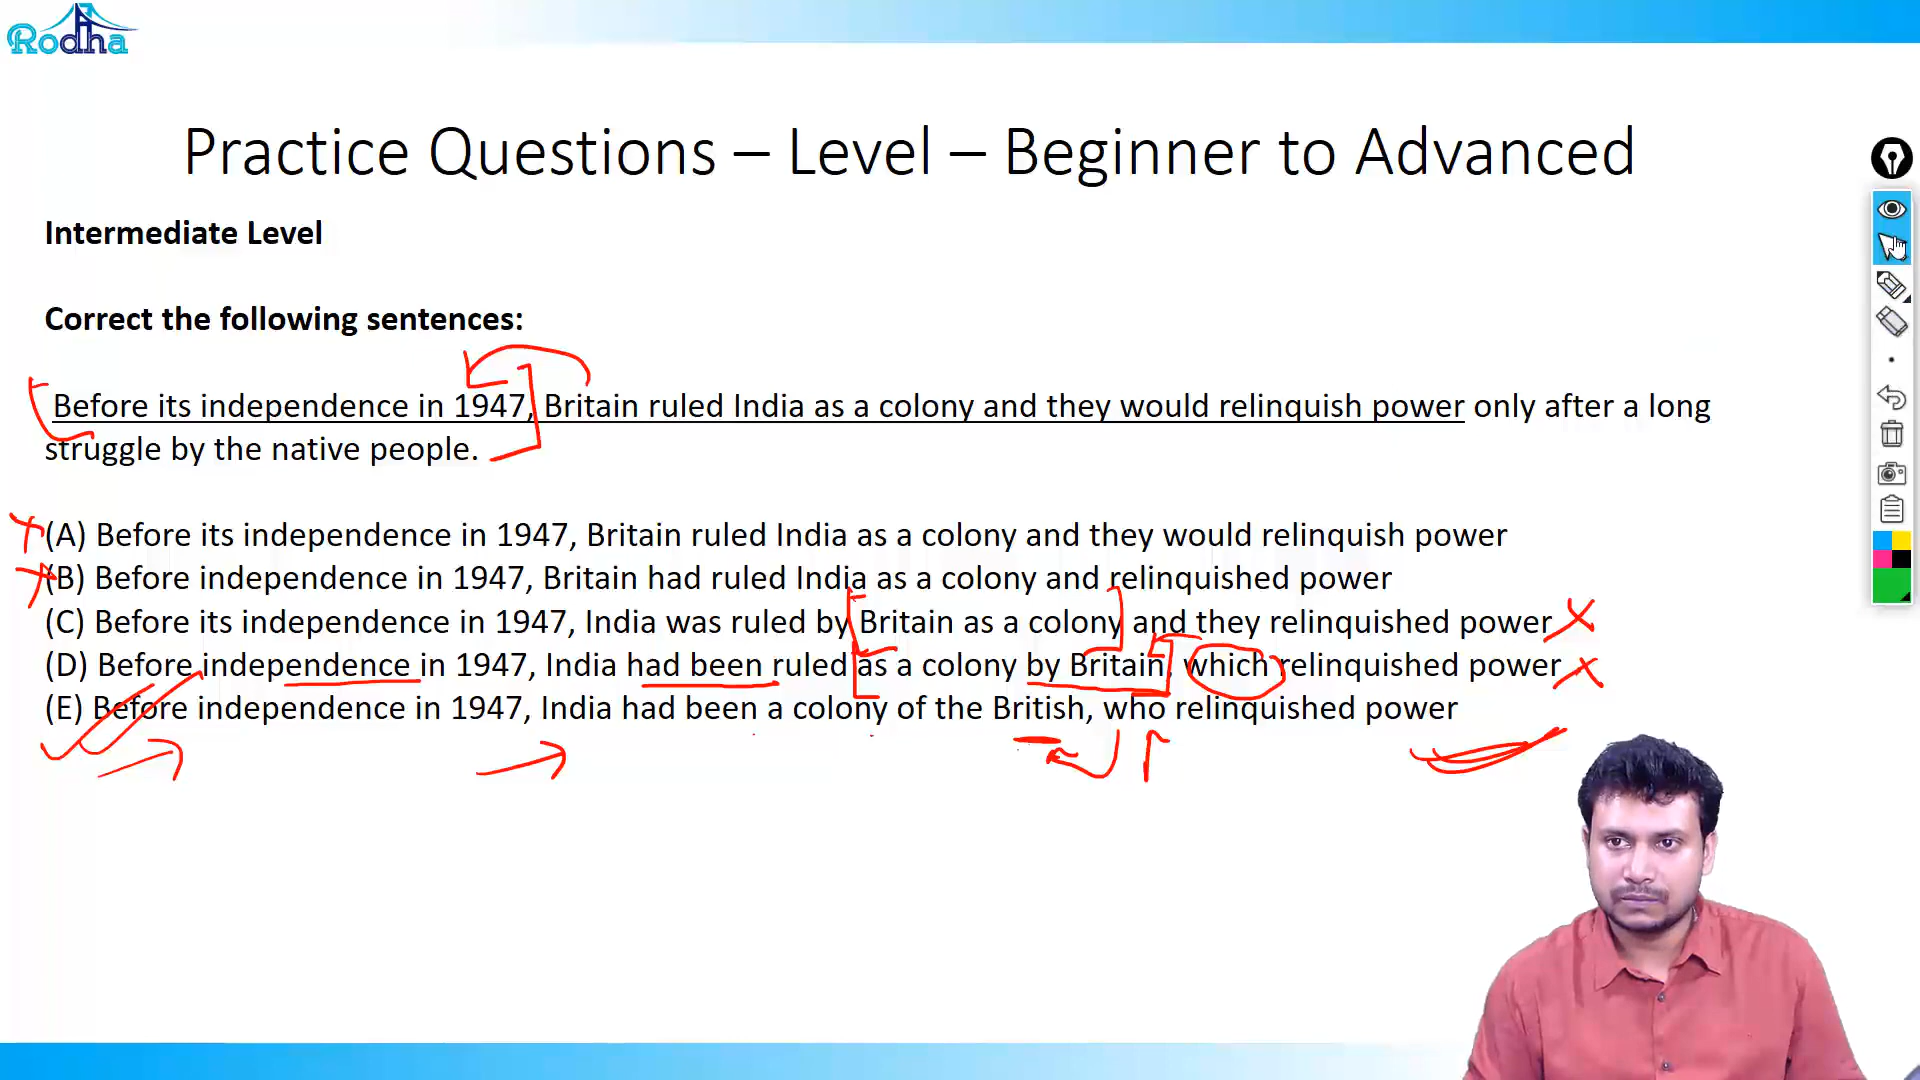 Rodha
Practice Questions – Level – Beginner to Advanced
Intermediate Level
Correct the following sentences:
Before its independence in 1947, Britain ruled India as a colony and they would relinquish power only after a long
struggle by the native people.
(A) Before its independence in 1947, Britain ruled India as a colony and they would relinquish power
(B) Before independence in 1947, Britain had ruled India as a colony and relinquished power
(C) Before its independence in 1947, India was ruled by Britain as a colony and they relinquished power
(D) Before independence in 1947, India had been ruled as a colony by Britain, which relinquished power
(E) Before independence in 1947, India had been a colony of the British, who relinquished power